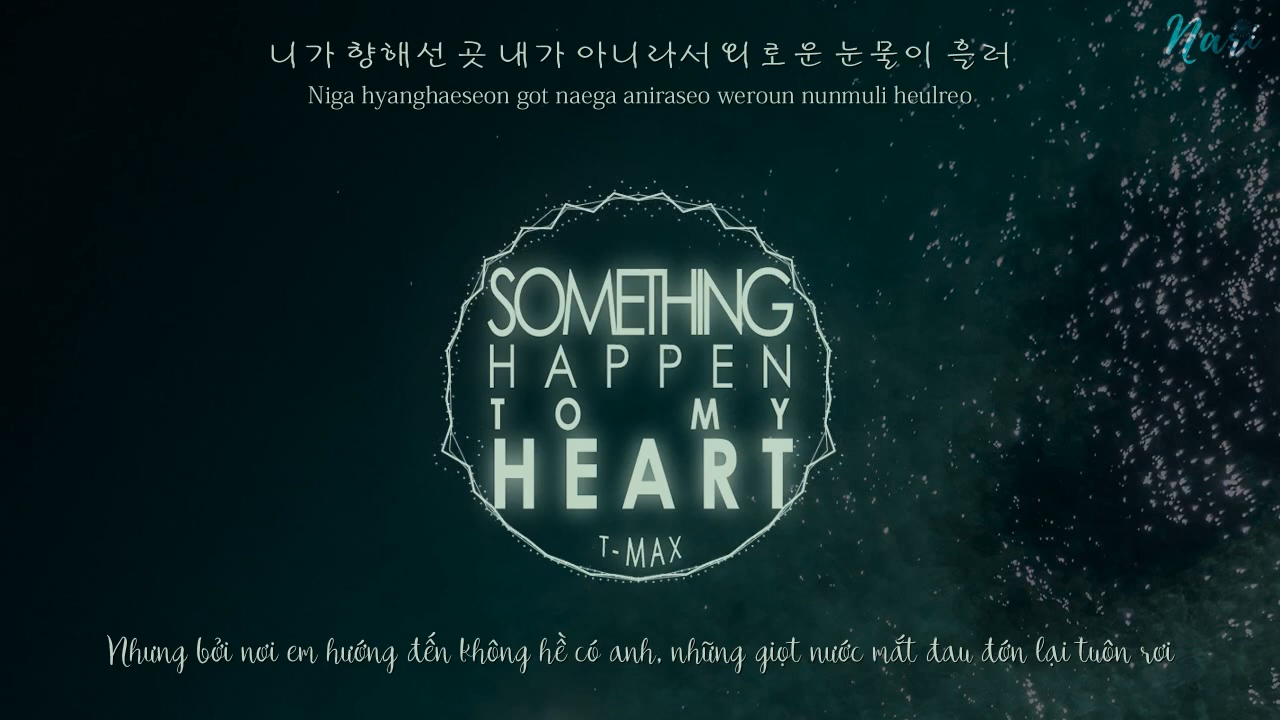 니가 향해선 곳 내가 아니라서 외로운 눈물이 흘러
Nari
Niga hyanghaeseon got naega aniraseo weroun nunmuli heulreo
SOMETHING
HAPPEN
TO MY
HEART
T-MAX
Nhưng bởi nơi em hướng đến không hề có anh, những giọt nước mắt đau đớn lại tuôn rơi